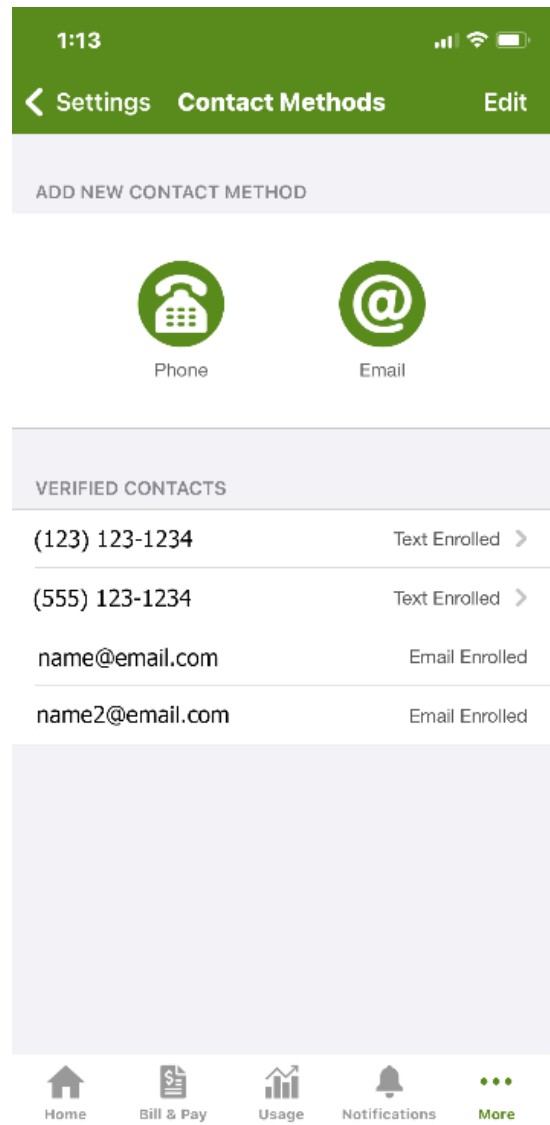 1:13
Settings Contact Methods Edit
ADD NEW CONTACT METHOD
@
Phone Email
VERIFIED CONTACTS
(123) 123-1234 Text Enrolled
(555) 123-1234 Text Enrolled
name@email.com Email Enrolled
name2@email.com Email Enrolled
$
Home Bill & Pay Usage Notifications More